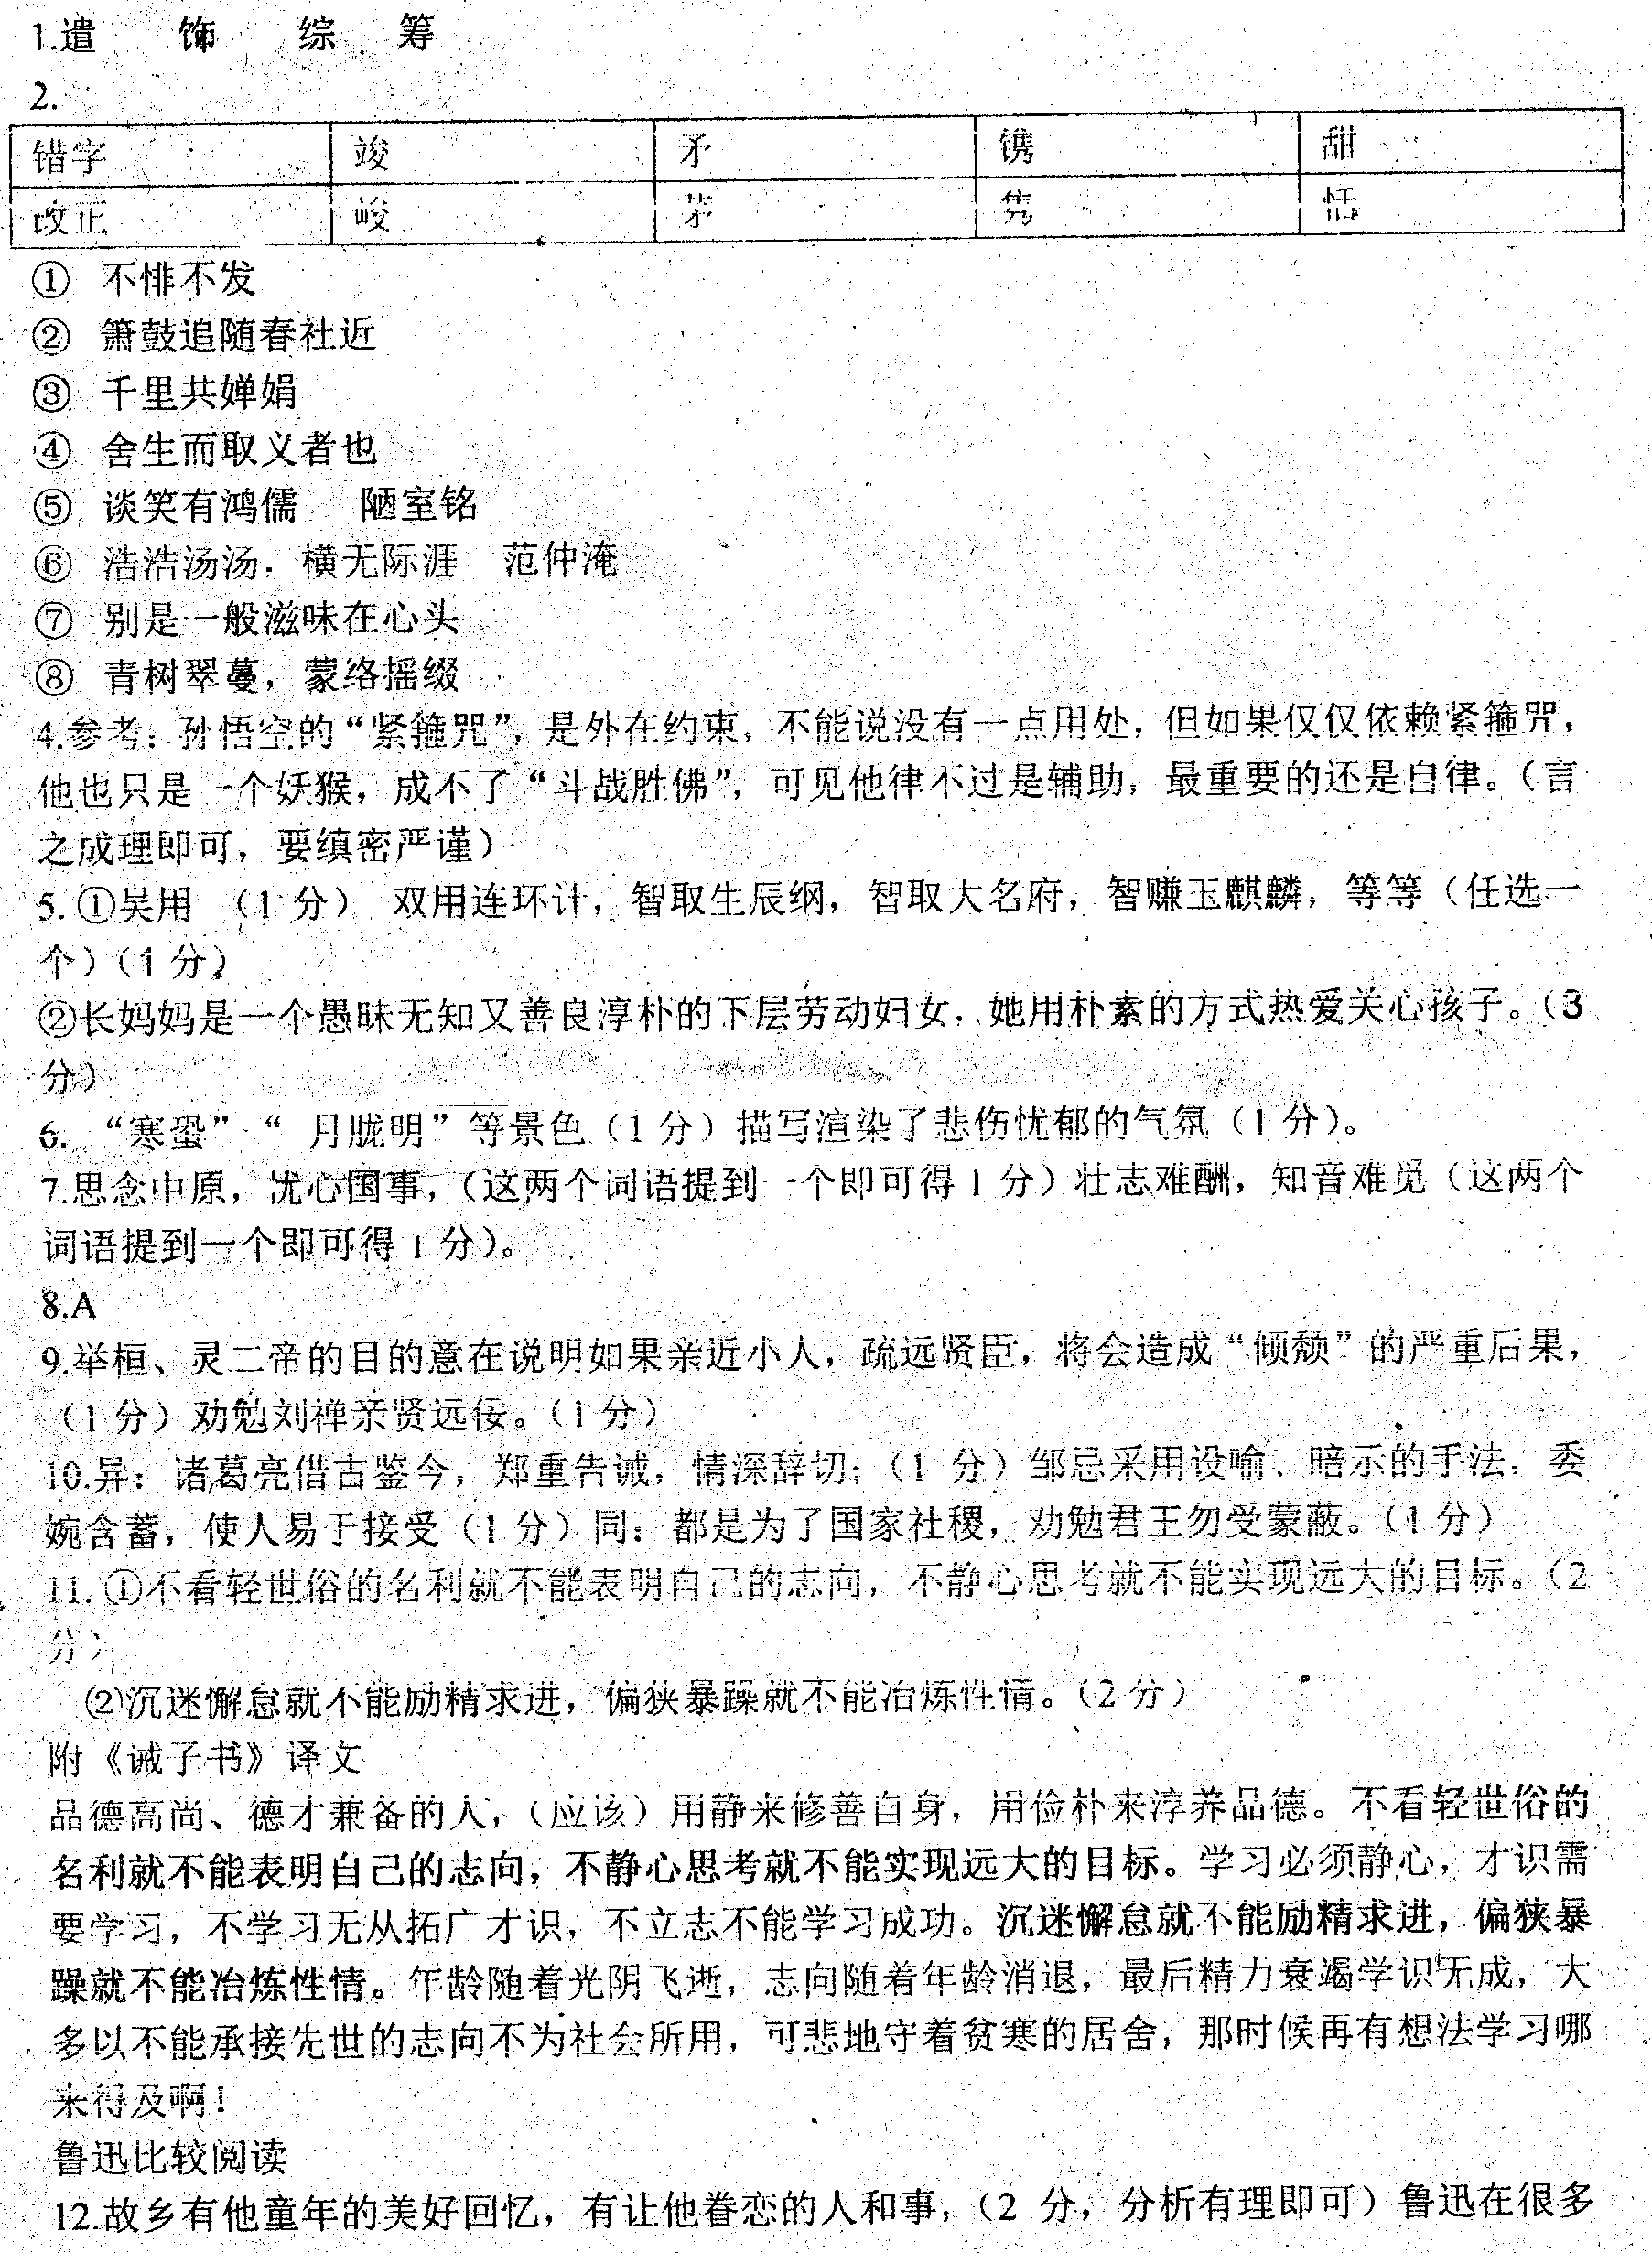 1.遣 饰 综 筹
2.
错字 竣 矛 镌 甜
改正 峻 茅 隽 恬
① 不悱不发
② 箫鼓追随春社近
③ 千里共婵娟
④ 舍生而取义者也
⑤ 谈笑有鸿儒 陋室铭
⑥ 浩浩汤汤，横无际涯 范仲淹
⑦ 别是一般滋味在心头
⑧ 青树翠蔓，蒙络摇缀
4.参考：孙悟空的“紧箍咒”，是外在约束，不能说没有一点用处，但如果仅仅依赖紧箍咒，
他也只是一个妖猴，成不了“斗战胜佛”，可见他律不过是辅助，最重要的还是自律。（言
之成理即可，要缜密严谨）
5.①吴用 （1 分） 双用连环计，智取生辰纲，智取大名府，智赚玉麒麟，等等（任选一
个）（1 分）
②长妈妈是一个愚昧无知又善良淳朴的下层劳动妇女，她用朴素的方式热爱关心孩子。（3
分）
6. “寒蛩”“ 月胧明”等景色（1 分）描写渲染了悲伤忧郁的气氛（1 分）。
7.思念中原，忧心国事，（这两个词语提到一个即可得 1 分）壮志难酬，知音难觅（这两个
词语提到一个即可得 1 分）。
8.A
9.举桓、灵二帝的目的意在说明如果亲近小人，疏远贤臣，将会造成“倾颓”的严重后果，
（1 分）劝勉刘禅亲贤远佞。（1 分）
10.异：诸葛亮借古鉴今，郑重告诫，情深辞切；（1 分）邹忌采用设喻、暗示的手法，委
婉含蓄，使人易于接受（1 分）同：都是为了国家社稷，劝勉君王勿受蒙蔽。（1 分）
11.①不看轻世俗的名利就不能表明自己的志向，不静心思考就不能实现远大的目标。（2
分）
②沉迷懈怠就不能励精求进，偏狭暴躁就不能冶炼性情。（2 分）
附《诫子书》译文
品德高尚、德才兼备的人，（应该）用静来修善自身，用俭朴来淳养品德。不看轻世俗的
名利就不能表明自己的志向，不静心思考就不能实现远大的目标。学习必须静心，才识需
要学习，不学习无从拓广才识，不立志不能学习成功。沉迷懈怠就不能励精求进，偏狭暴
躁就不能冶炼性情。年龄随着光阴飞逝，志向随着年龄消退，最后精力衰竭学识无成，大
多以不能承接先世的志向不为社会所用，可悲地守着贫寒的居舍，那时候再有想法学习哪
来得及啊！
鲁迅比较阅读
12.故乡有他童年的美好回忆，有让他眷恋的人和事，（2 分，分析有理即可）鲁迅在很多